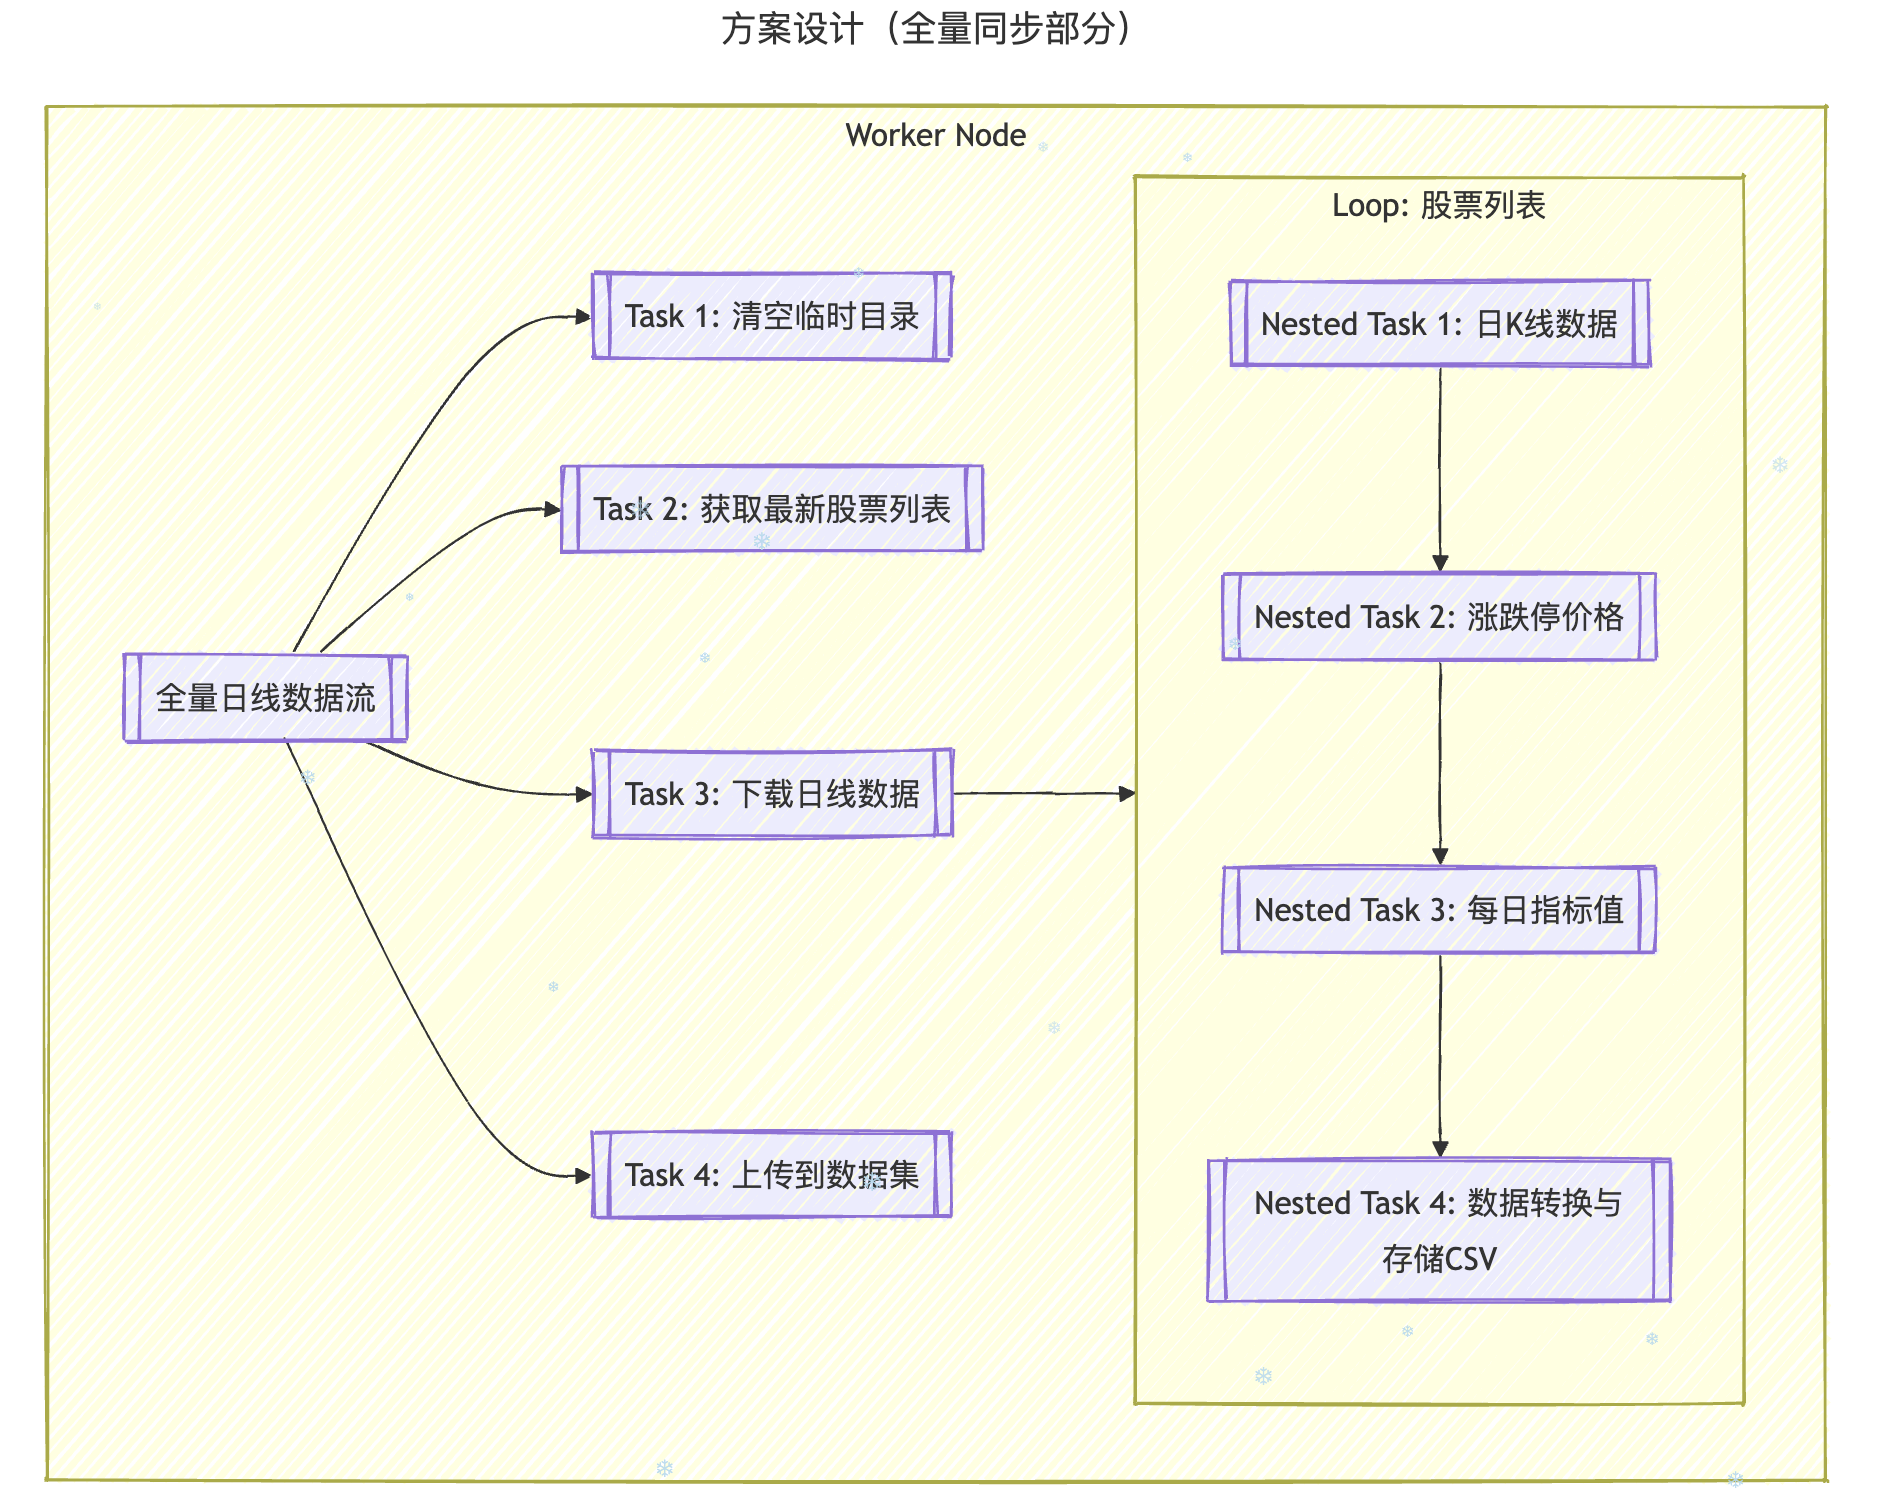 方案设计（全量同步部分）
Worker Node
Loop: 股票列表
Task 1: 清空临时目录
Task 2: 获取最新股票列表
全量日线数据流
Task 3: 下载日线数据
Task 4: 上传到数据集
Nested Task 1: 日K线数据
Nested Task 2: 涨跌停价格
Nested Task 3: 每日指标值
Nested Task 4: 数据转换与
存储CSV